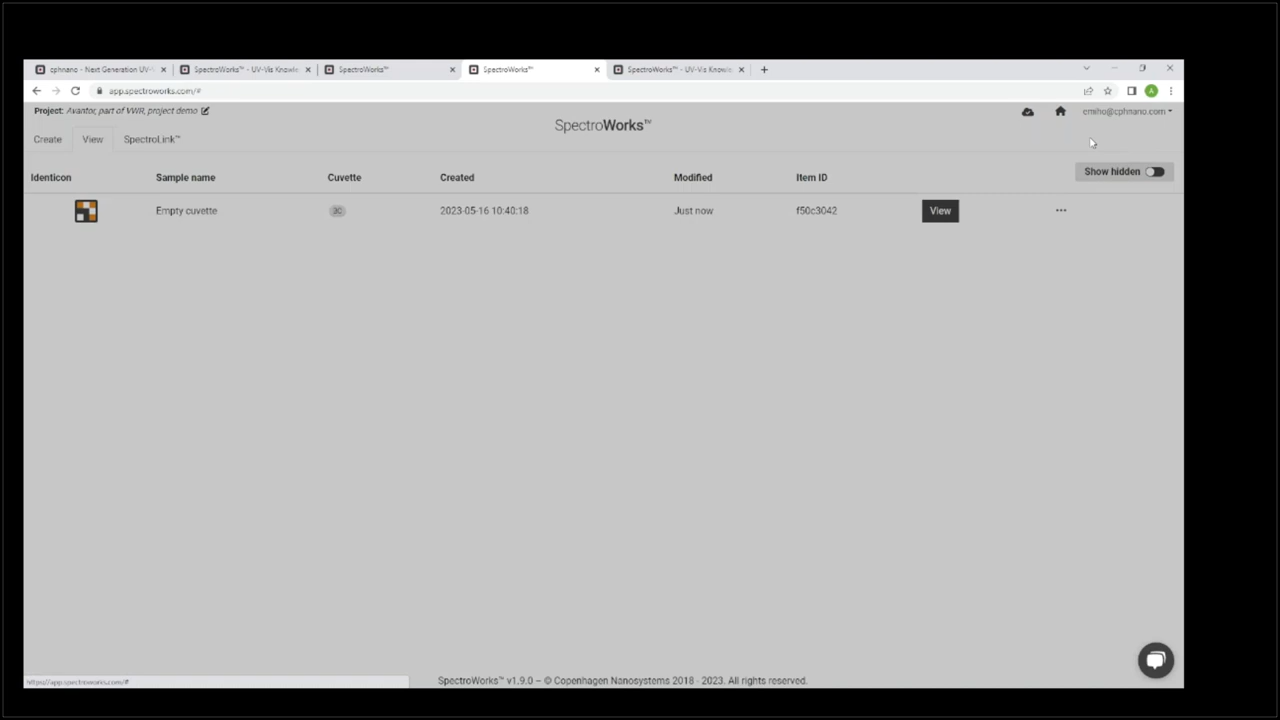 cphnano - Next Generation UV-
SpectroWorks™ - UV-Vis Knowle
SpectroWorks™
SpectroWorks™
SpectroWorks™ - UV-Vis Knowle
app.spectroworks.com/#
A
Project: Avantor, part of VWR, project demo
emiho@cphnano.com
SpectroWorks™
Create View SpectroLink™
Show hidden
Identicon Sample name Cuvette Created Modified Item ID
Empty cuvette 3C 2023-05-16 10:40:18 Just now f50c3042 View ...
https://app.spectroworks.com/#
SpectroWorks™ v1.9.0 – © Copenhagen Nanosystems 2018 - 2023. All rights reserved.